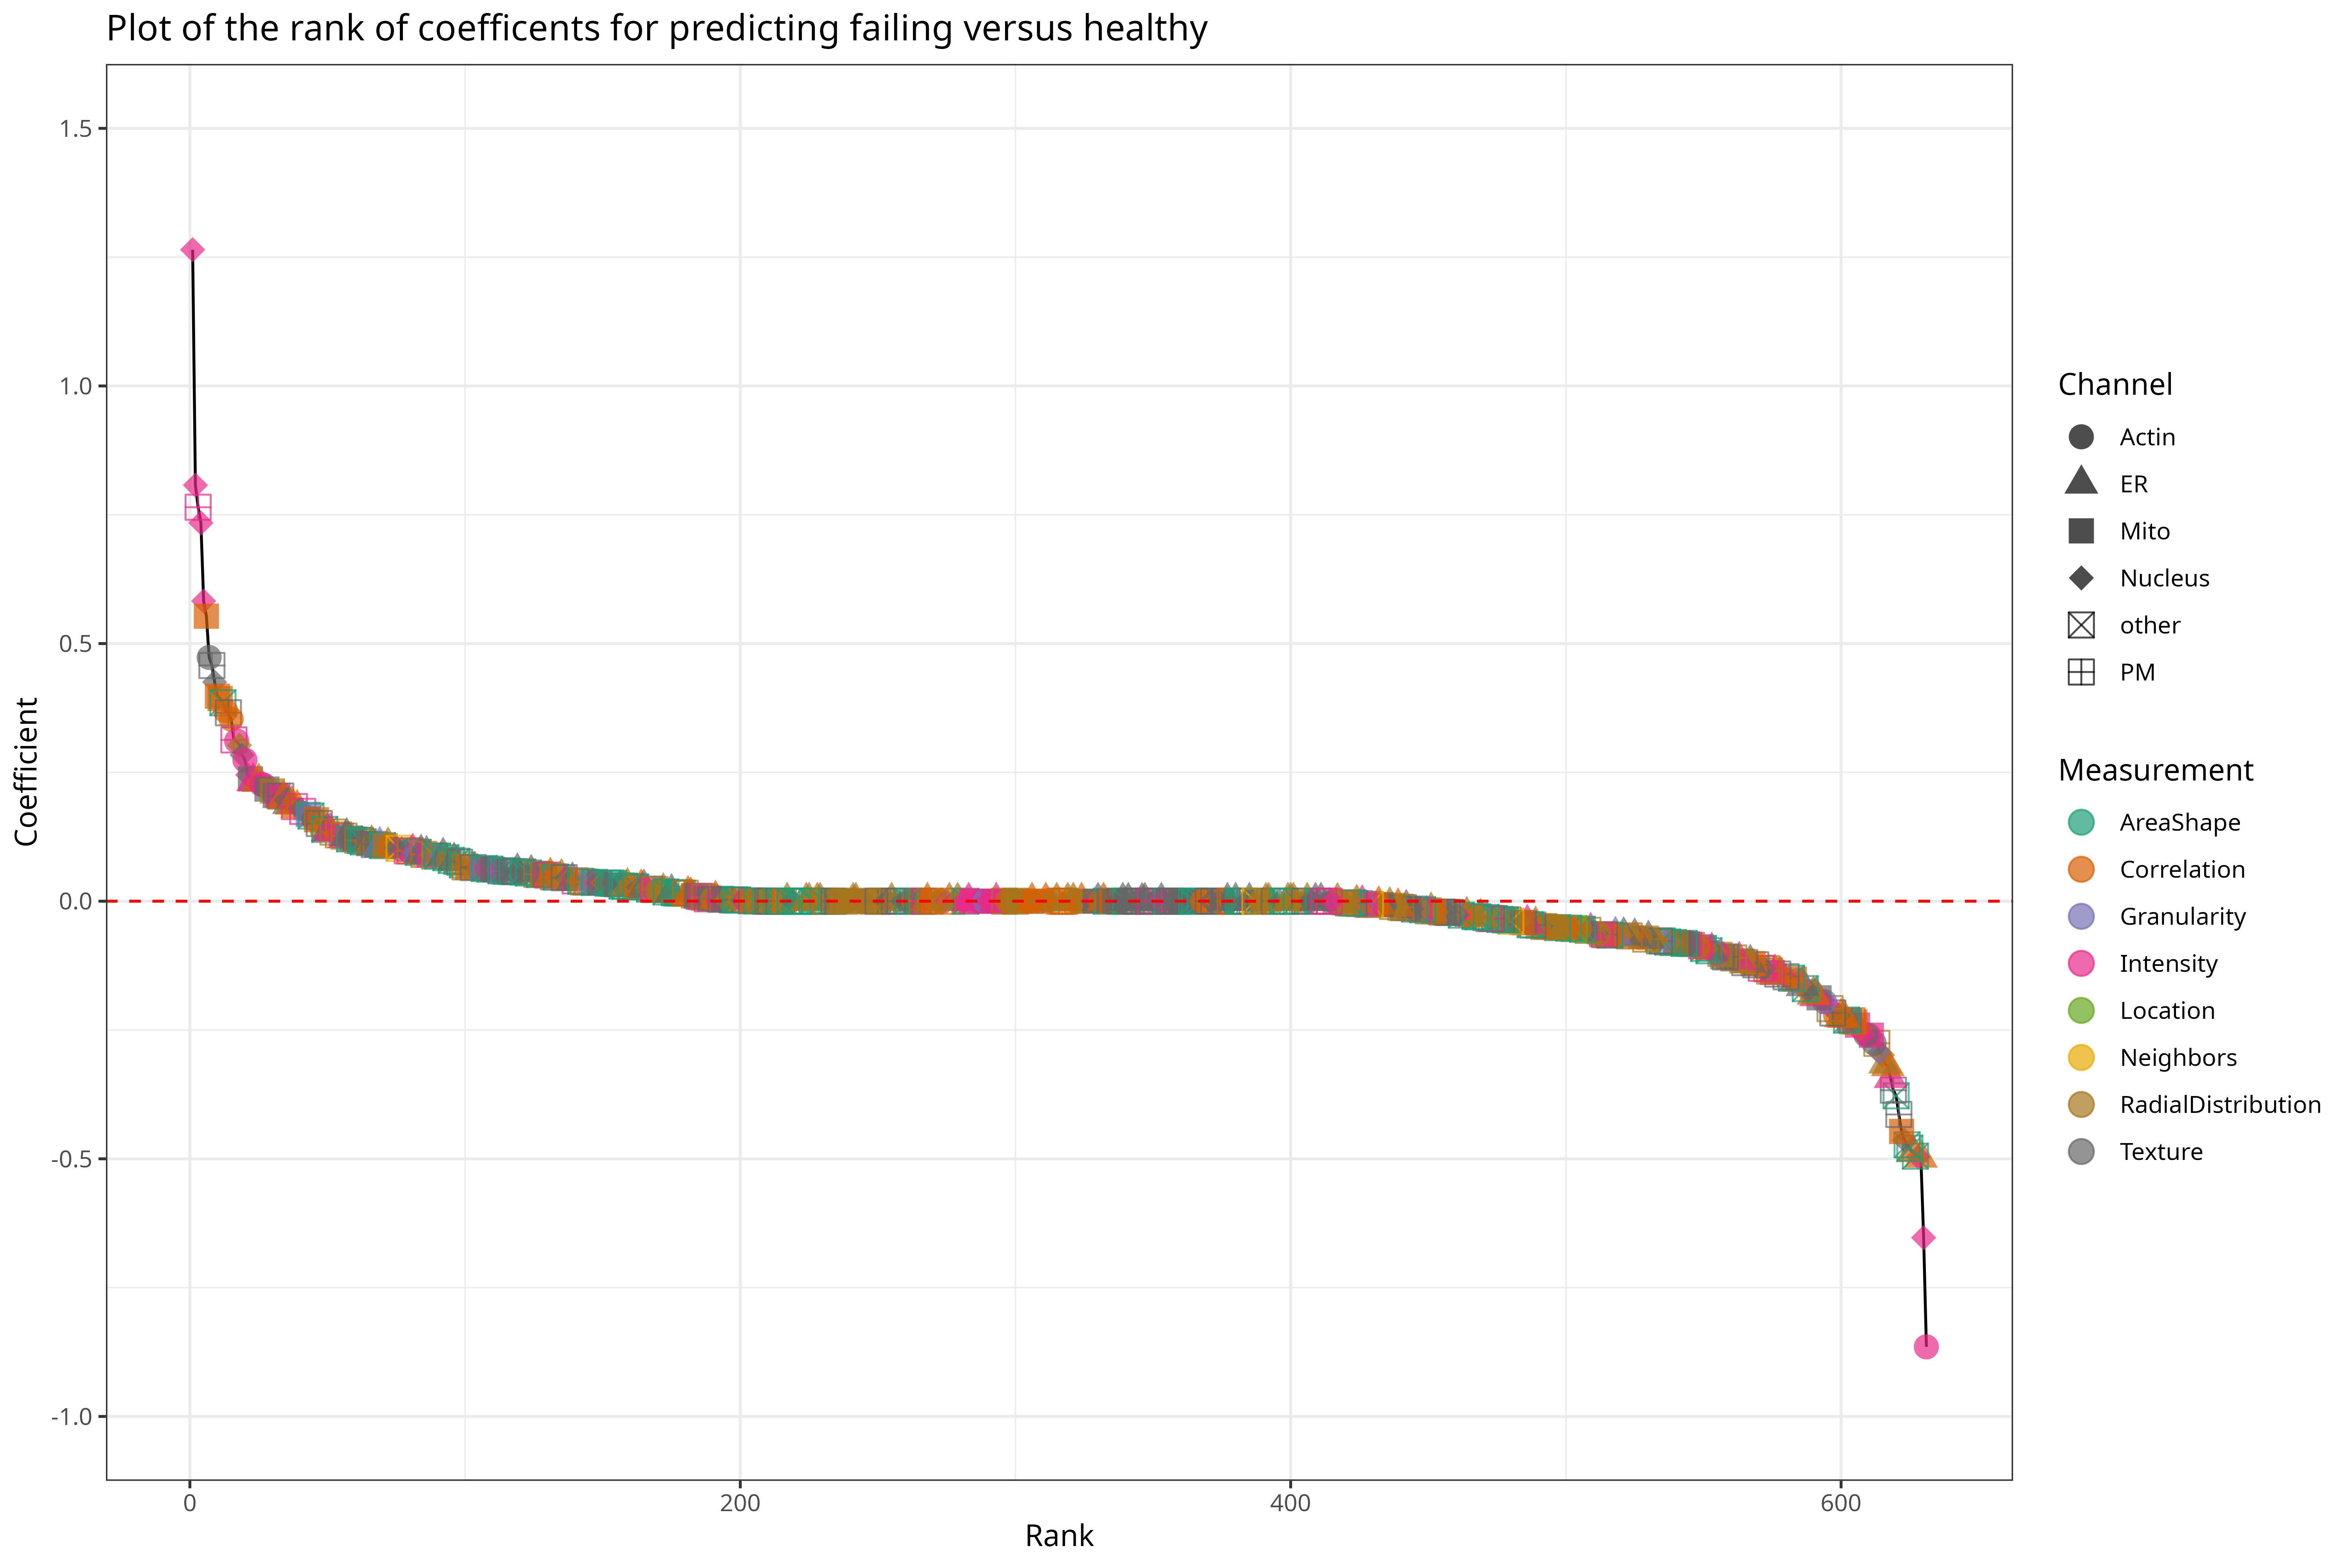 Plot of the rank of coefficents for predicting failing versus healthy
1.5
1.0
0.5
0.0
-0.5
-1.0
Coefficient
0
200
400
600
Rank
Channel
Actin
ER
Mito
Nucleus
other
PM
Measurement
AreaShape
Correlation
Granularity
Intensity
Location
Neighbors
RadialDistribution
Texture